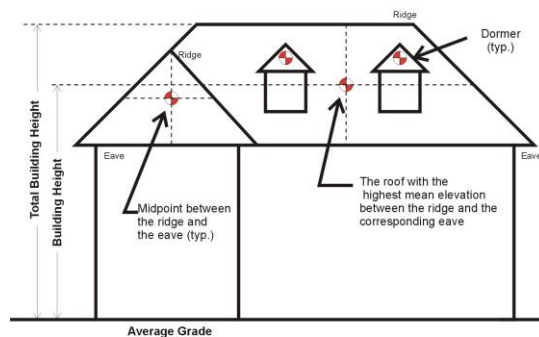 Ridge
Dormer
(typ.)
Ridge
Eave
Eave
Midpoint between
the ridge and
the eave (typ.)
The roof with the
highest mean elevation
between the ridge and the
corresponding eave
Total Building Height
Building Height
Average Grade